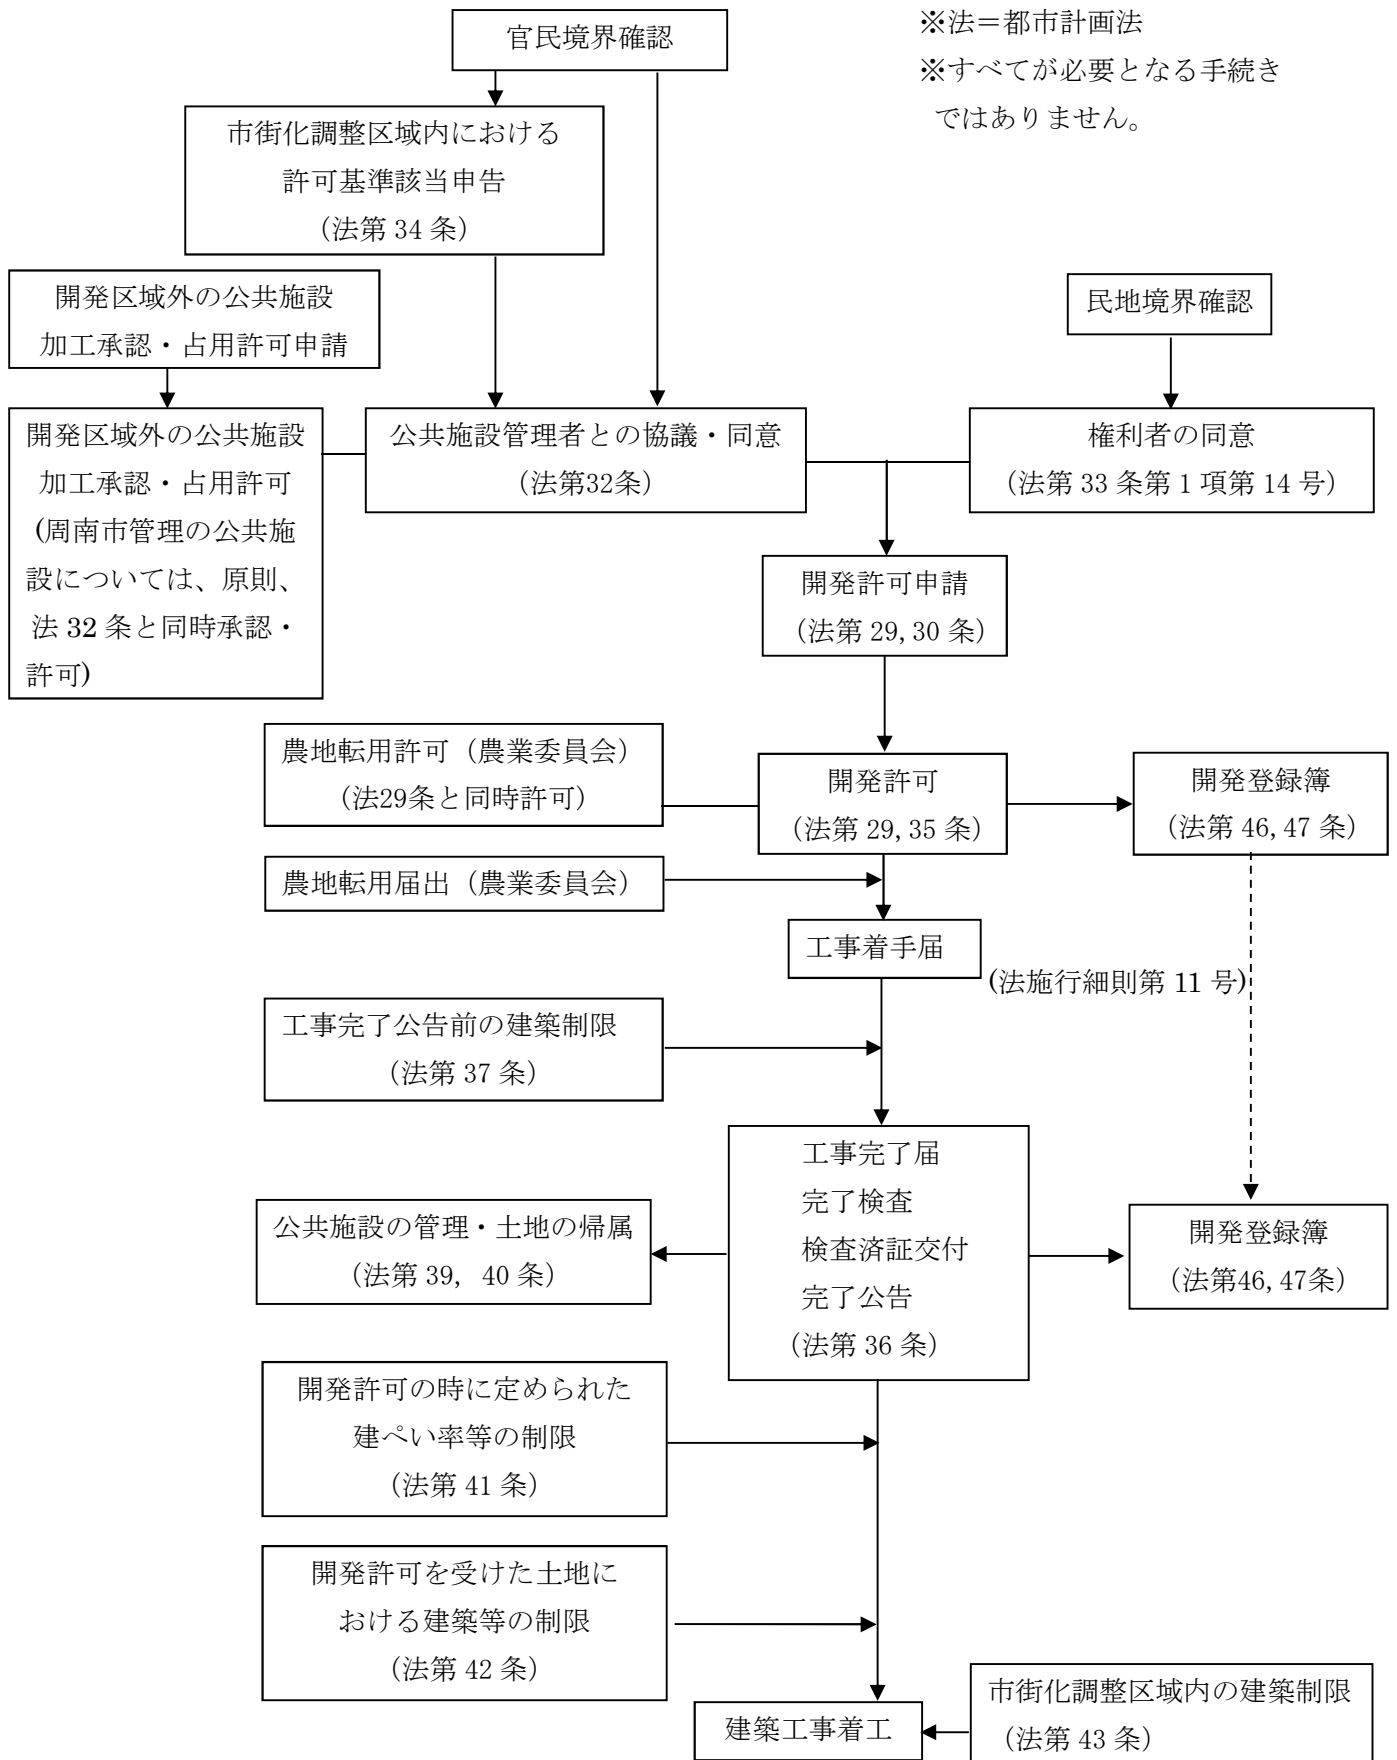 官民境界確認
※法＝都市計画法
※すべてが必要となる手続き
ではありません。
市街化調整区域内における
許可基準該当申告
（法第 34 条）
開発区域外の公共施設
加工承認・占用許可申請
民地境界確認
開発区域外の公共施設
加工承認・占用許可
(周南市管理の公共施
設については、原則、
法 32 条と同時承認・
許可)
公共施設管理者との協議・同意
（法第32条）
権利者の同意
（法第 33 条第 1 項第 14 号）
開発許可申請
（法第 29, 30 条）
農地転用許可（農業委員会）
（法29条と同時許可）
開発許可
（法第 29, 35 条）
開発登録簿
（法第 46, 47 条）
農地転用届出（農業委員会）
工事着手届
(法施行細則第 11 号)
工事完了公告前の建築制限
（法第 37 条）
工事完了届
完了検査
検査済証交付
完了公告
（法第 36 条）
公共施設の管理・土地の帰属
（法第 39, 40 条）
開発登録簿
（法第46, 47条）
開発許可の時に定められた
建ぺい率等の制限
（法第 41 条）
開発許可を受けた土地に
おける建築等の制限
（法第 42 条）
建築工事着工
市街化調整区域内の建築制限
（法第 43 条）